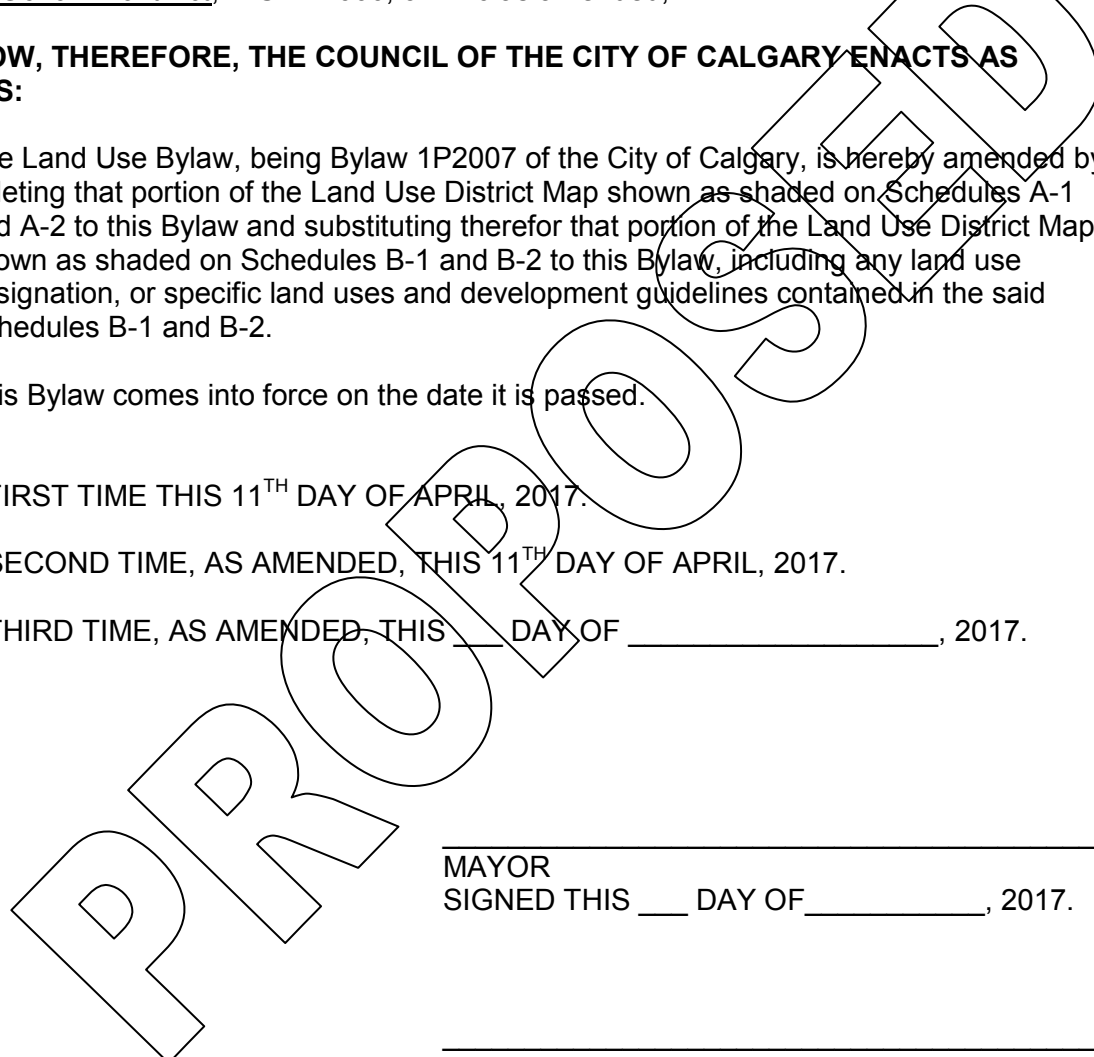 OW, THEREFORE, THE COUNCIL OF THE CITY OF CALGARY ENACTS AS
S:
e Land Use Bylaw, being Bylaw 1P2007 of the City of Calgary, is hereby amended by
leting that portion of the Land Use District Map shown as shaded on Schedules A-1
d A-2 to this Bylaw and substituting therefor that portion of the Land Use District Map
own as shaded on Schedules B-1 and B-2 to this Bylaw, including any land use
signation, or specific land uses and development guidelines contained in the said
hedules B-1 and B-2.
is Bylaw comes into force on the date it is passed.
FIRST TIME THIS 11TH DAY OF APRIL, 2017.
SECOND TIME, AS AMENDED, THIS 11TH DAY OF APRIL, 2017.
THIRD TIME, AS AMENDED, THIS ___ DAY OF ___________________, 2017.
MAYOR
SIGNED THIS ___ DAY OF___________, 2017.
PROPOSED